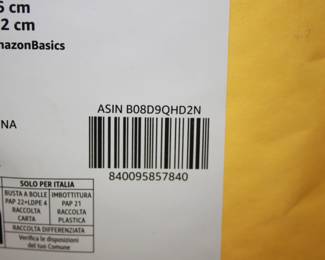 cm
2 cm
mazonBasics
NA
ASIN B08D9QHD2N
840095857840
SOLO PER ITALIA
BUSTA A BOLLE
PAP 22+LDPE 4
RACCOLTA
CARTA
IMBOTTITURA
PAP 21
RACCOLTA
PLASTICA
RACCOLTA DIFFERENZIATA
Verifica le disposizioni
del tuo Comune